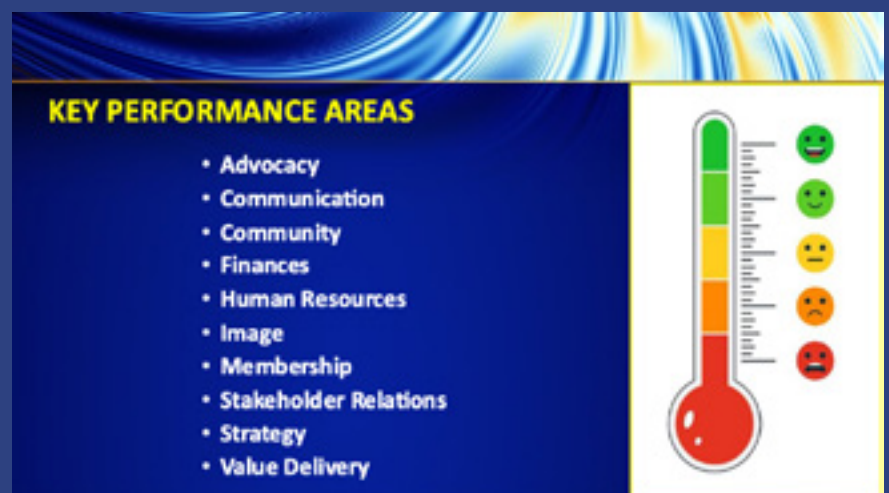 KEY PERFORMANCE AREAS
• Advocacy
• Communication
• Community
• Finances
• Human Resources
• Image
• Membership
• Stakeholder Relations
• Strategy
• Value Delivery